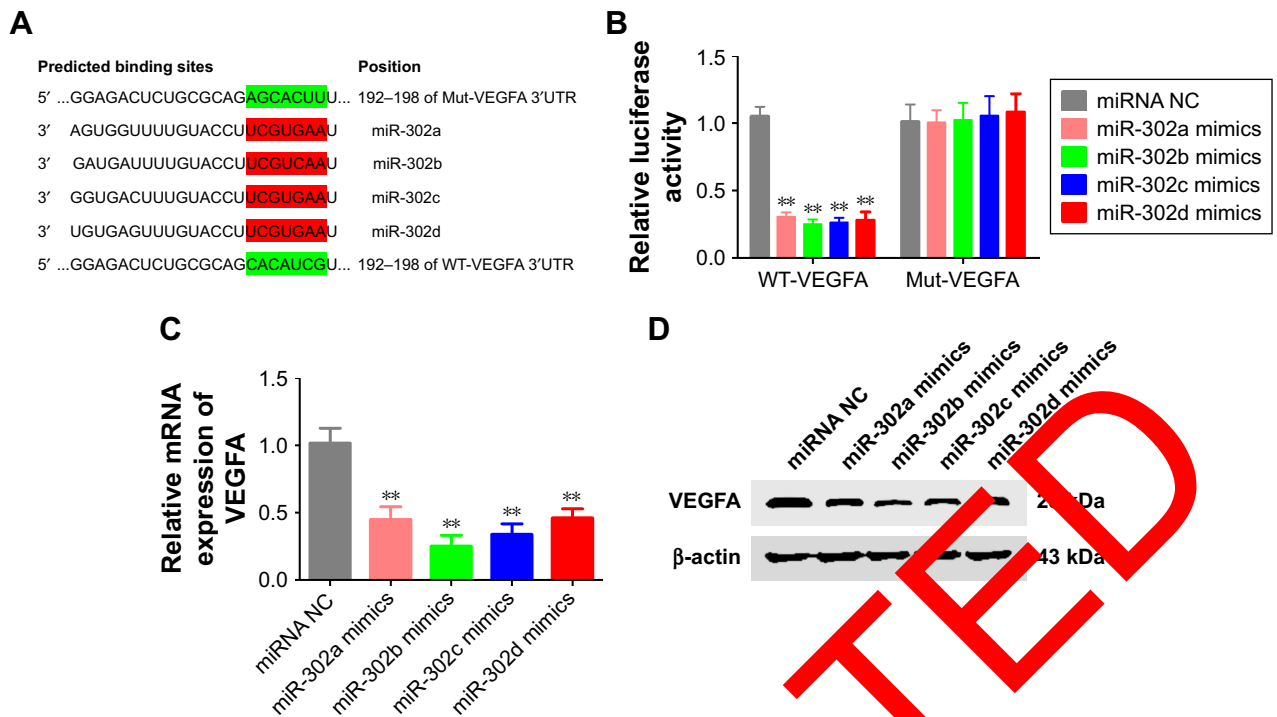 A
Predicted binding sites Position
5′ ...GGAGACUCUGCGCAGAGCACUUU... 192–198 of Mut-VEGFA 3′UTR
3′ AGUGGUUUUGUACCUUCGUGAAU miR-302a
3′ GAUGAUUUUGUACCUUCGUCAAU miR-302b
3′ GGUGACUUUGUACCUUCGUGAAU miR-302c
3′ UGUGAGUUUGUACCUUCGUGAAU miR-302d
5′ ...GGAGACUCUGCGCAGCACAUCGU... 192–198 of WT-VEGFA 3′UTR
B
Relative luciferase
activity
1.5
1.0
0.5
0.0
** ** ** **
WT-VEGFA Mut-VEGFA
miRNA NC
miR-302a mimics
miR-302b mimics
miR-302c mimics
miR-302d mimics
C
Relative mRNA
expression of
VEGFA
1.5
1.0
0.5
0.0
** ** ** **
miRNA NC
miR-302a mimics
miR-302b mimics
miR-302c mimics
miR-302d mimics
D
miRNA NC
miR-302a mimics
miR-302b mimics
miR-302c mimics
miR-302d mimics
VEGFA kDa
β-actin 43 kDa
TED